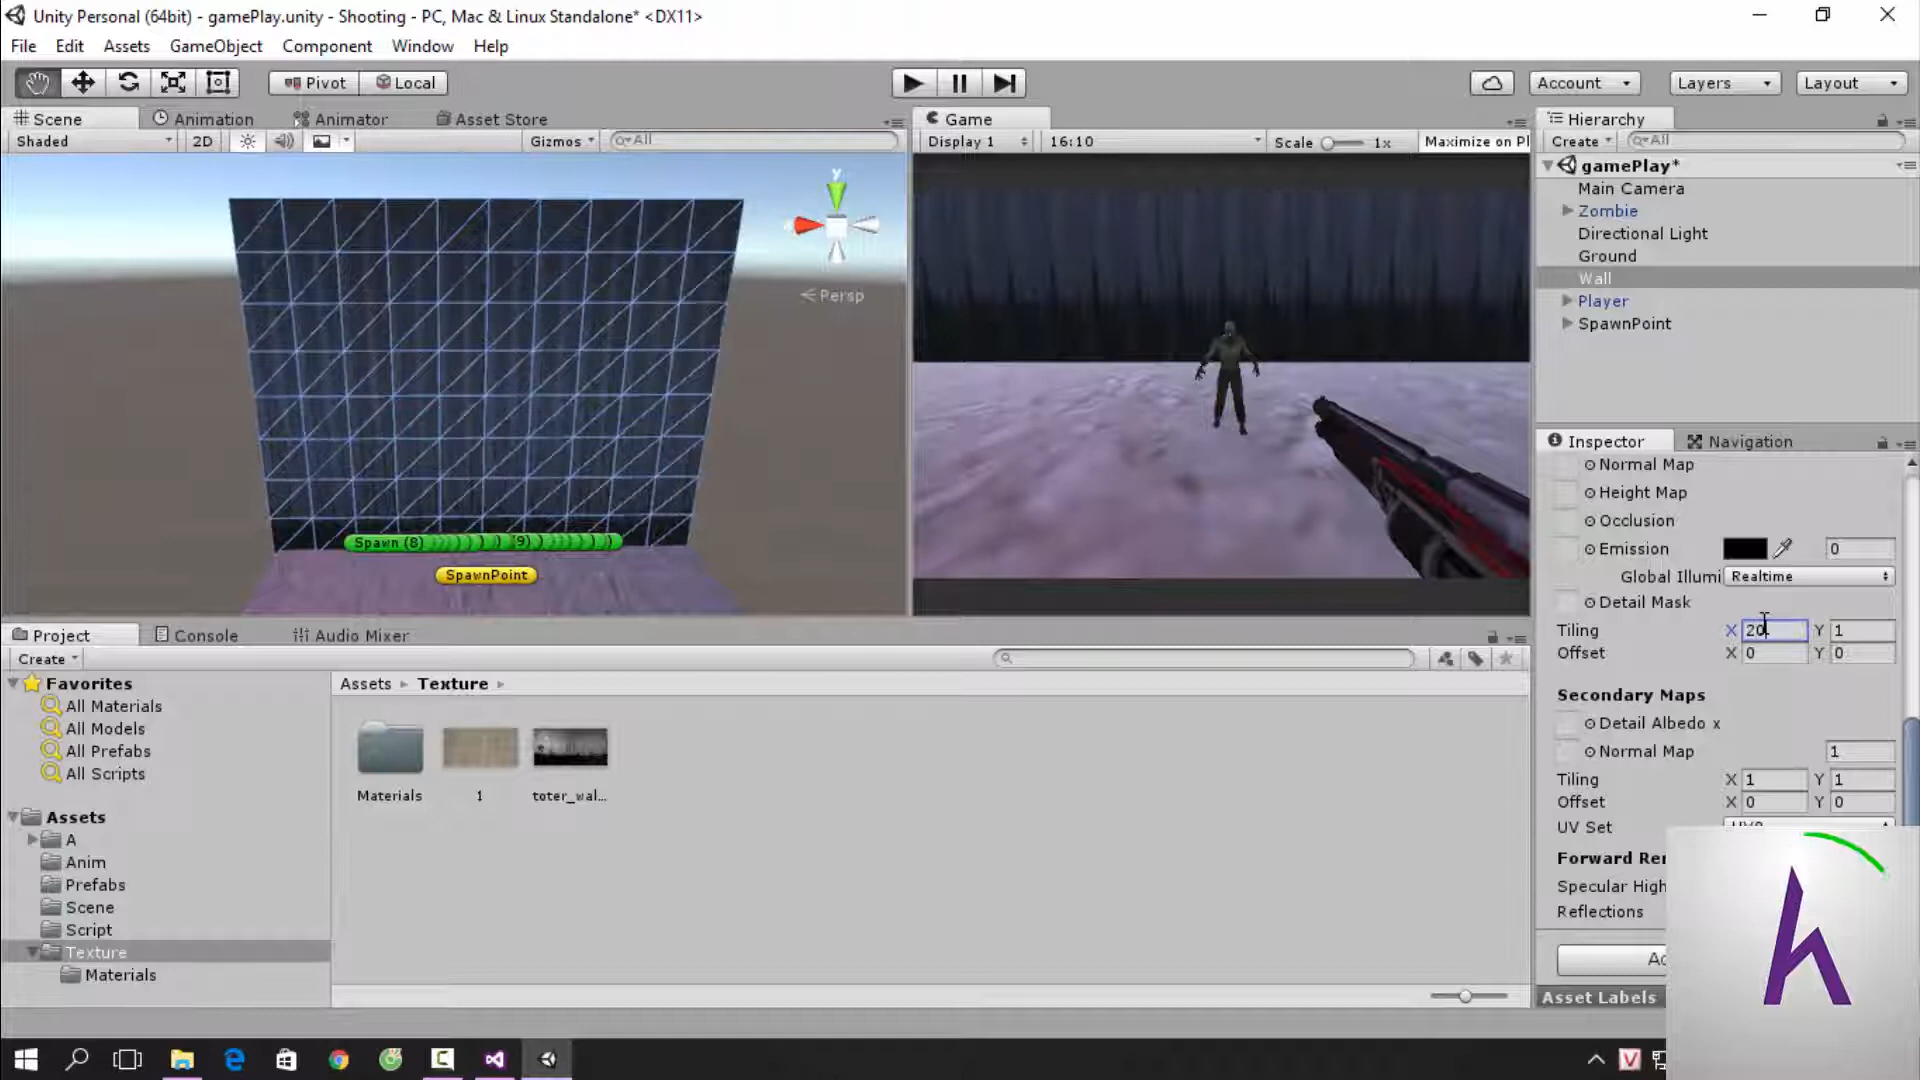 Unity Personal (64bit) - gamePlay.unity - Shooting - PC, Mac & Linux Standalone* <DX11>
File Edit Assets GameObject Component Window Help
Pivot Local Account Layers Layout
Scene Animation Animator Asset Store
Shaded 2D Gizmos All
y
Persp
Spawn (8) (9)
SpawnPoint
Game
Display 1 16:10 Scale 1x Maximize on Pl
Hierarchy
Create All
gamePlay*
Main Camera
Zombie
Directional Light
Ground
Wall
Player
SpawnPoint
Inspector Navigation
Normal Map
Height Map
Occlusion
Emission 0
Global Illumi Realtime
Detail Mask
Tiling X 20 Y 1
Offset X 0 Y 0
Secondary Maps
Detail Albedo x
Normal Map 1
Tiling X 1 Y 1
Offset X 0 Y 0
UV Set
Forward Ren
Specular High
Reflections
Asset Labels
Project Console Audio Mixer
Create
Favorites
All Materials
All Models
All Prefabs
All Scripts
Assets
A
Anim
Prefabs
Scene
Script
Texture
Materials
Assets Texture
Materials 1 toter_wal...